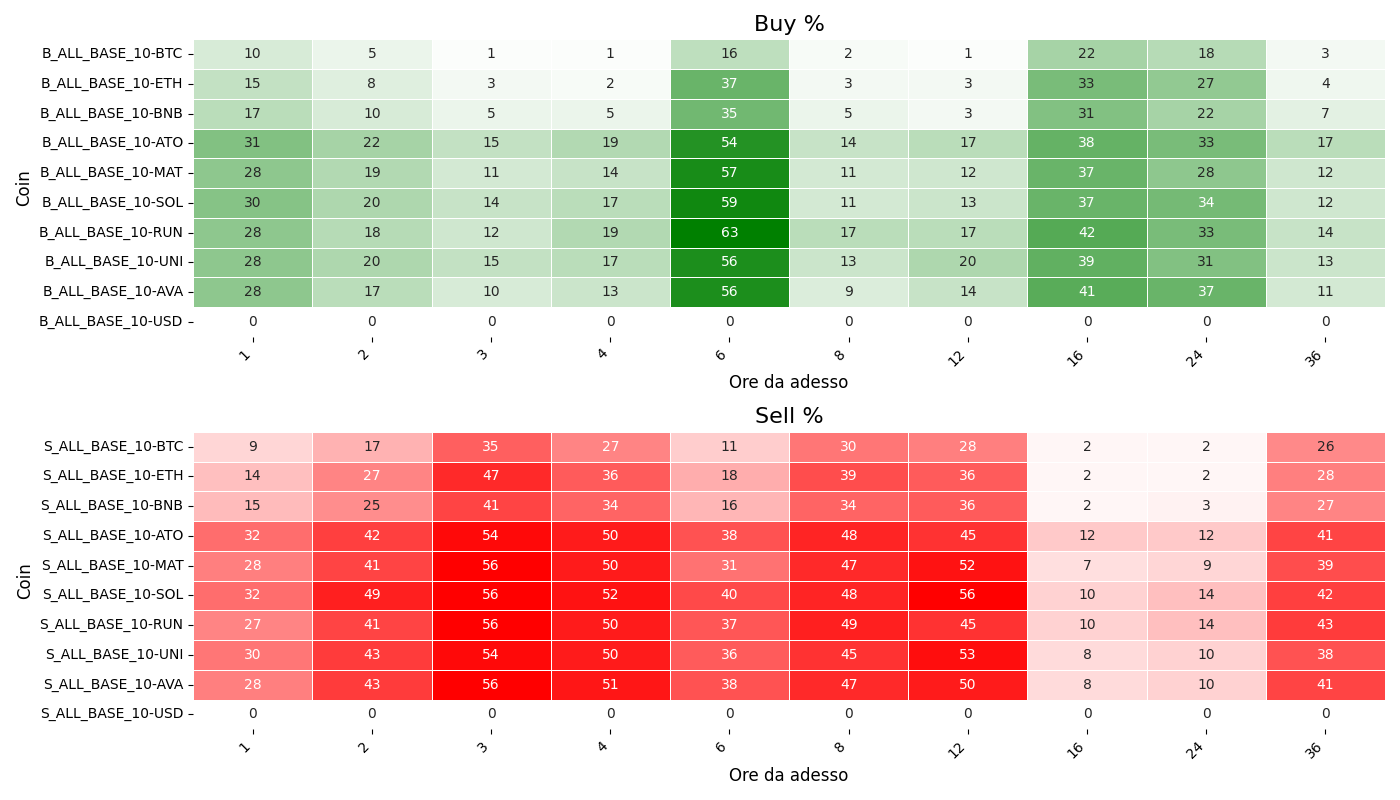 Buy %
Coin
B_ALL_BASE_10-BTC 10 5 1 1 16 2 1 22 18 3
B_ALL_BASE_10-ETH 15 8 3 2 37 3 3 33 27 4
B_ALL_BASE_10-BNB 17 10 5 5 35 5 3 31 22 7
B_ALL_BASE_10-ATO 31 22 15 19 54 14 17 38 33 17
B_ALL_BASE_10-MAT 28 19 11 14 57 11 12 37 28 12
B_ALL_BASE_10-SOL 30 20 14 17 59 11 13 37 34 12
B_ALL_BASE_10-RUN 28 18 12 19 63 17 17 42 33 14
B_ALL_BASE_10-UNI 28 20 15 17 56 13 20 39 31 13
B_ALL_BASE_10-AVA 28 17 10 13 56 9 14 41 37 11
B_ALL_BASE_10-USD 0 0 0 0 0 0 0 0 0 0
1 2 3 4 6 8 12 16 24 36
Ore da adesso
Sell %
Coin
S_ALL_BASE_10-BTC 9 17 35 27 11 30 28 2 2 26
S_ALL_BASE_10-ETH 14 27 47 36 18 39 36 2 2 28
S_ALL_BASE_10-BNB 15 25 41 34 16 34 36 2 3 27
S_ALL_BASE_10-ATO 32 42 54 50 38 48 45 12 12 41
S_ALL_BASE_10-MAT 28 41 56 50 31 47 52 7 9 39
S_ALL_BASE_10-SOL 32 49 56 52 40 48 56 10 14 42
S_ALL_BASE_10-RUN 27 41 56 50 37 49 45 10 14 43
S_ALL_BASE_10-UNI 30 43 54 50 36 45 53 8 10 38
S_ALL_BASE_10-AVA 28 43 56 51 38 47 50 8 10 41
S_ALL_BASE_10-USD 0 0 0 0 0 0 0 0 0 0
1 2 3 4 6 8 12 16 24 36
Ore da adesso